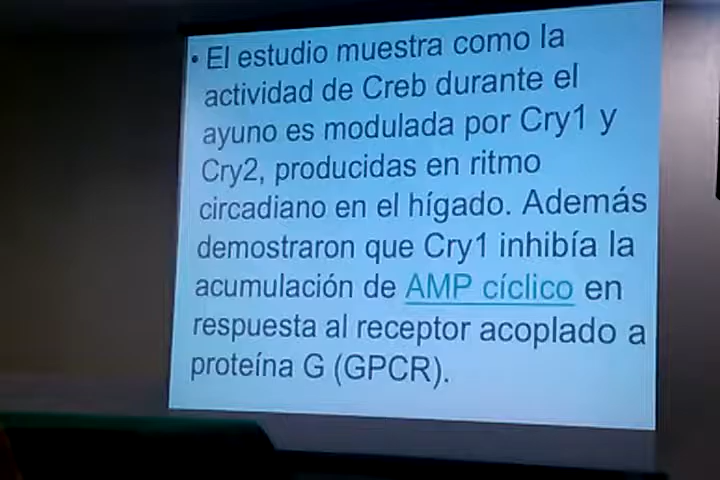 • El estudio muestra como la
actividad de Creb durante el
ayuno es modulada por Cry1 y
Cry2, producidas en ritmo
circadiano en el hígado. Además
demostraron que Cry1 inhibía la
acumulación de AMP cíclico en
respuesta al receptor acoplado a
proteína G (GPCR).